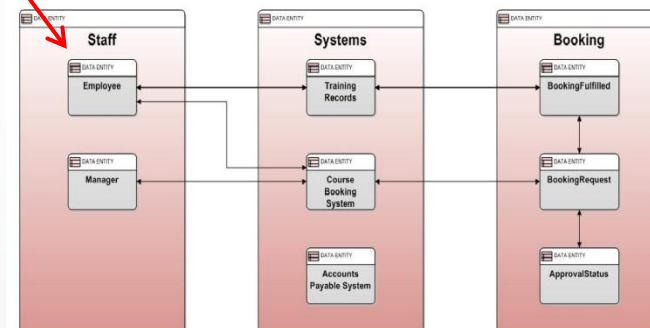 DATA ENTITY
Staff
DATA ENTITY
Employee
DATA ENTITY
Manager
DATA ENTITY
Systems
DATA ENTITY
Training
Records
DATA ENTITY
Course
Booking
System
DATA ENTITY
Accounts
Payable System
DATA ENTITY
Booking
DATA ENTITY
BookingFulfilled
DATA ENTITY
BookingRequest
DATA ENTITY
ApprovalStatus